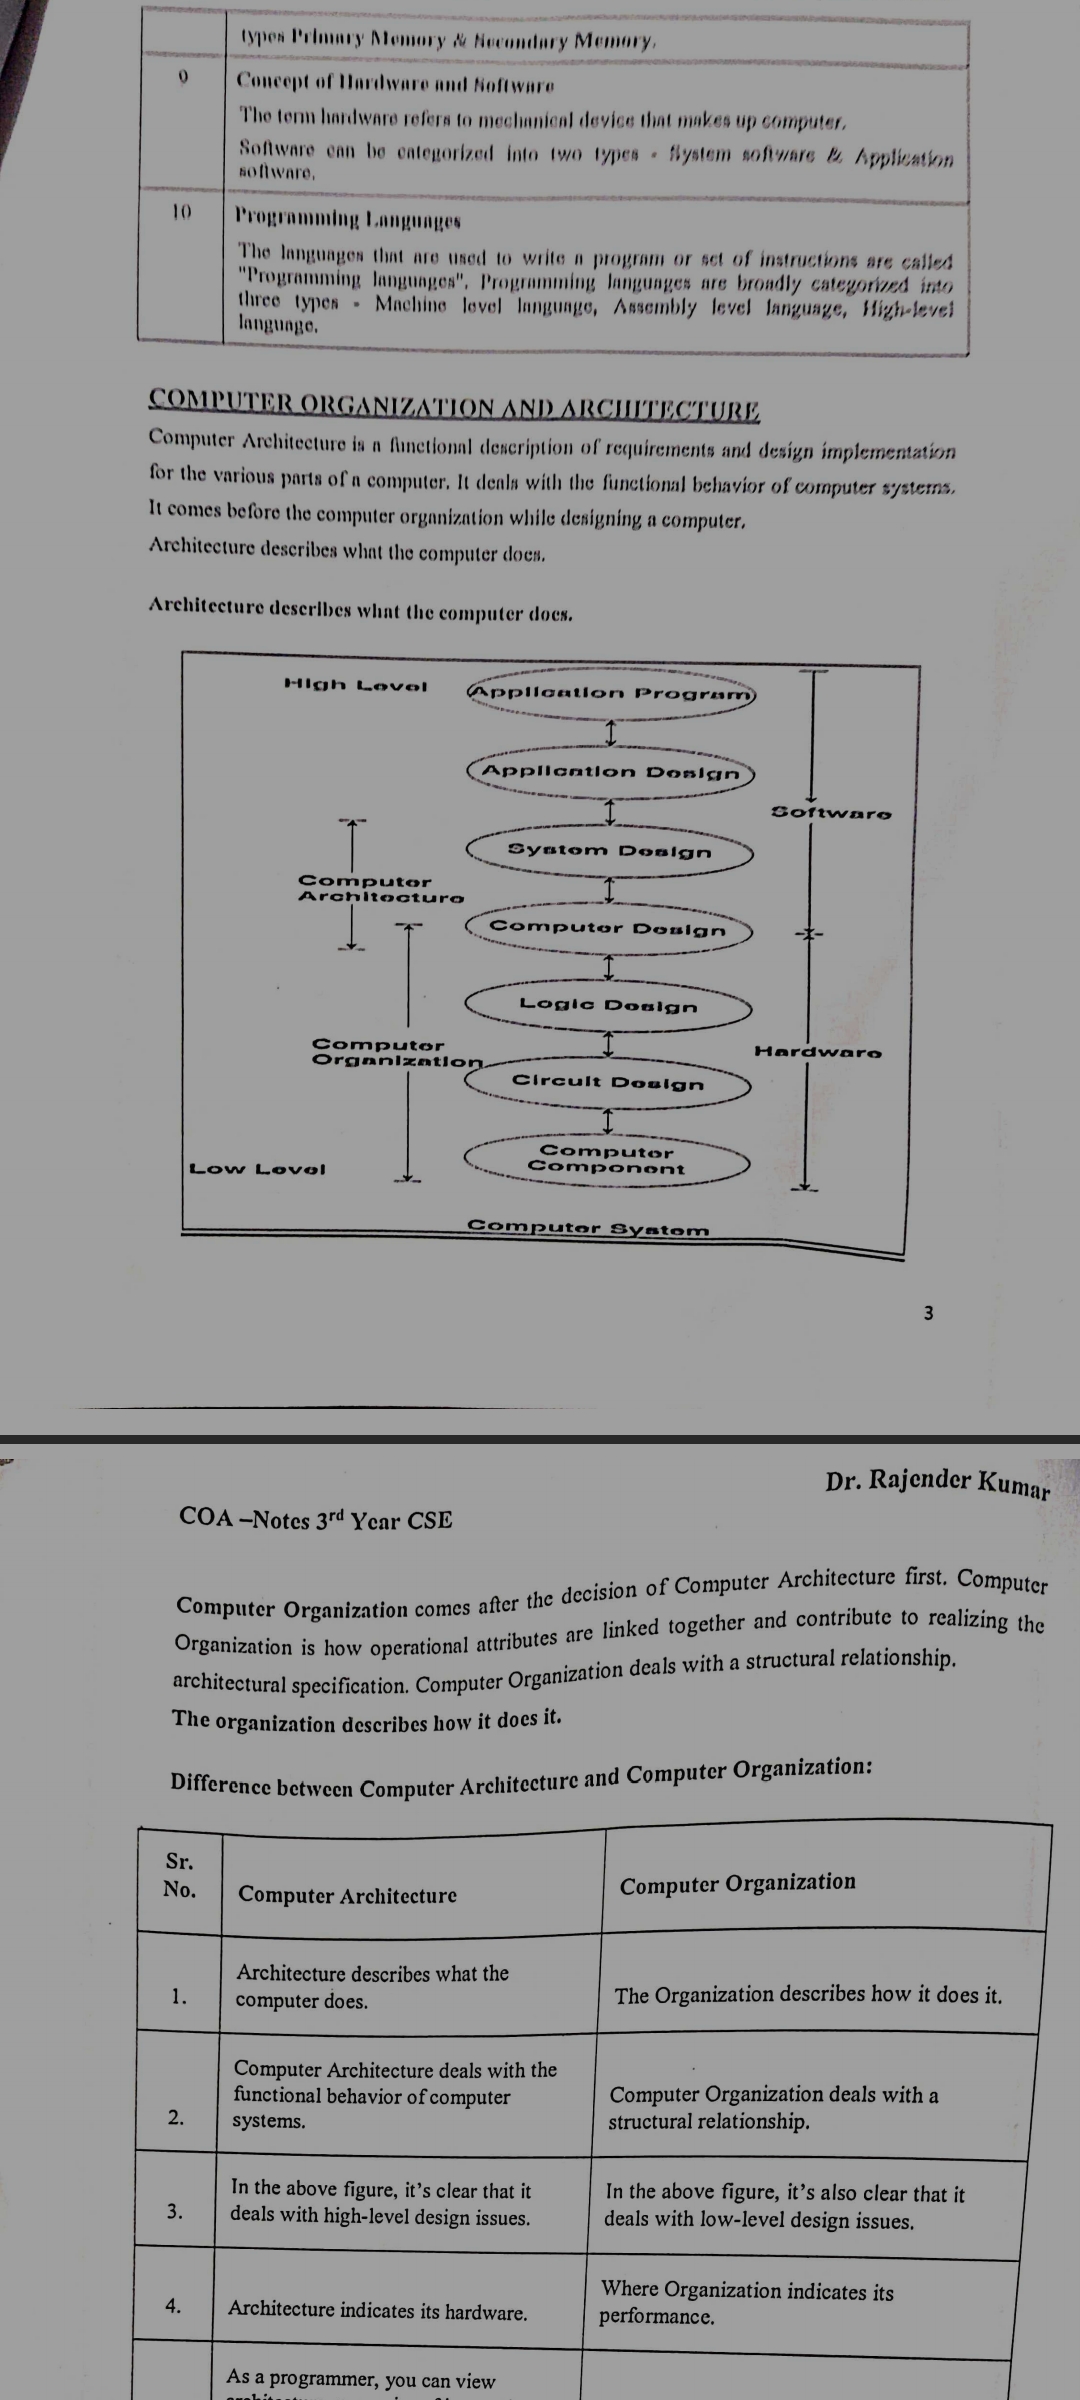 types Primary Memory & Secondary Memory.
9
Concept of Hardware and Software
The term hardware refers to mechanical device that makes up computer.
Software can be categorized into two types - System software & Application
software.
10
Programming Languages
The languages that are used to write a program or set of instructions are called
"Programming languages". Programming languages are broadly categorized into
three types - Machine level language, Assembly level language, High-level
language.
COMPUTER ORGANIZATION AND ARCHITECTURE
Computer Architecture is a functional description of requirements and design implementation
for the various parts of a computer. It deals with the functional behavior of computer systems.
It comes before the computer organization while designing a computer.
Architecture describes what the computer does.
Architecture describes what the computer does.
High Level
Application Program
Application Design
Software
System Design
Computer
Architecture
Computer Design
Logic Design
Computer
Organization
Hardware
Circuit Design
Computer
Component
Low Level
Computer System
3
Dr. Rajender Kumar
COA –Notes 3rd Year CSE
Computer Organization comes after the decision of Computer Architecture first. Computer
Organization is how operational attributes are linked together and contribute to realizing the
architectural specification. Computer Organization deals with a structural relationship.
The organization describes how it does it.
Difference between Computer Architecture and Computer Organization:
Sr.
No.
Computer Architecture
Computer Organization
1.
Architecture describes what the
computer does.
The Organization describes how it does it.
2.
Computer Architecture deals with the
functional behavior of computer
systems.
Computer Organization deals with a
structural relationship.
3.
In the above figure, it's clear that it
deals with high-level design issues.
In the above figure, it's also clear that it
deals with low-level design issues.
4.
Architecture indicates its hardware.
Where Organization indicates its
performance.
As a programmer, you can view